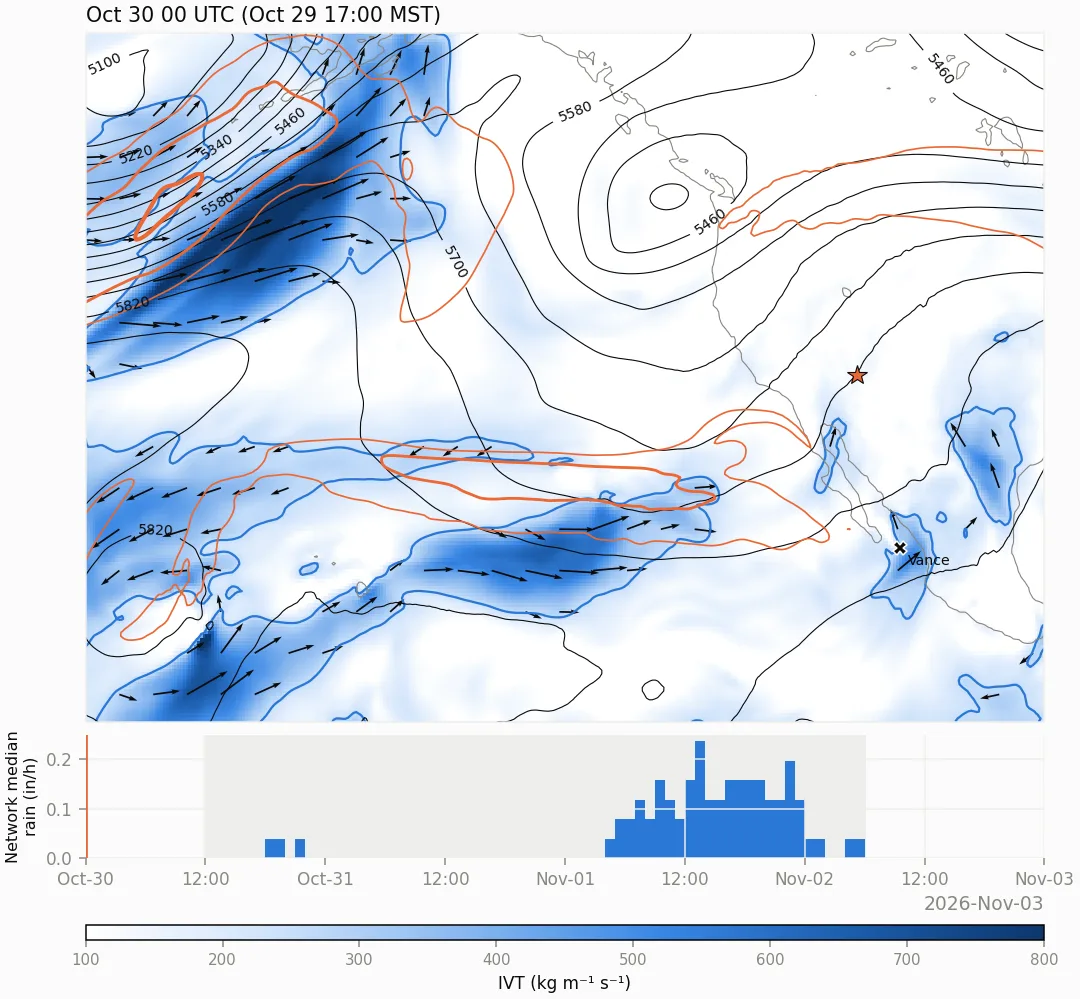 Oct 30 00 UTC (Oct 29 17:00 MST)
5100
5460
5580
5460
5220
5340
5460
5580
5460
5700
5820
5820
Vance
Network median
rain (in/h)
0.2
0.1
0.0
Oct-30
12:00
Oct-31
12:00
Nov-01
12:00
Nov-02
12:00
Nov-03
2026-Nov-03
100
200
300
400
500
600
700
800
IVT (kg m⁻¹ s⁻¹)